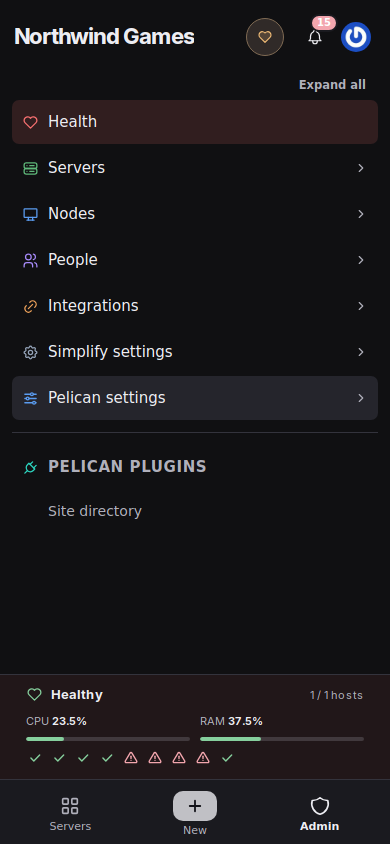 Northwind Games
15
Expand all
Health
Servers
Nodes
People
Integrations
Simplify settings
Pelican settings
PELICAN PLUGINS
Site directory
Healthy
1/1 hosts
CPU 23.5%
RAM 37.5%
Servers
New
Admin